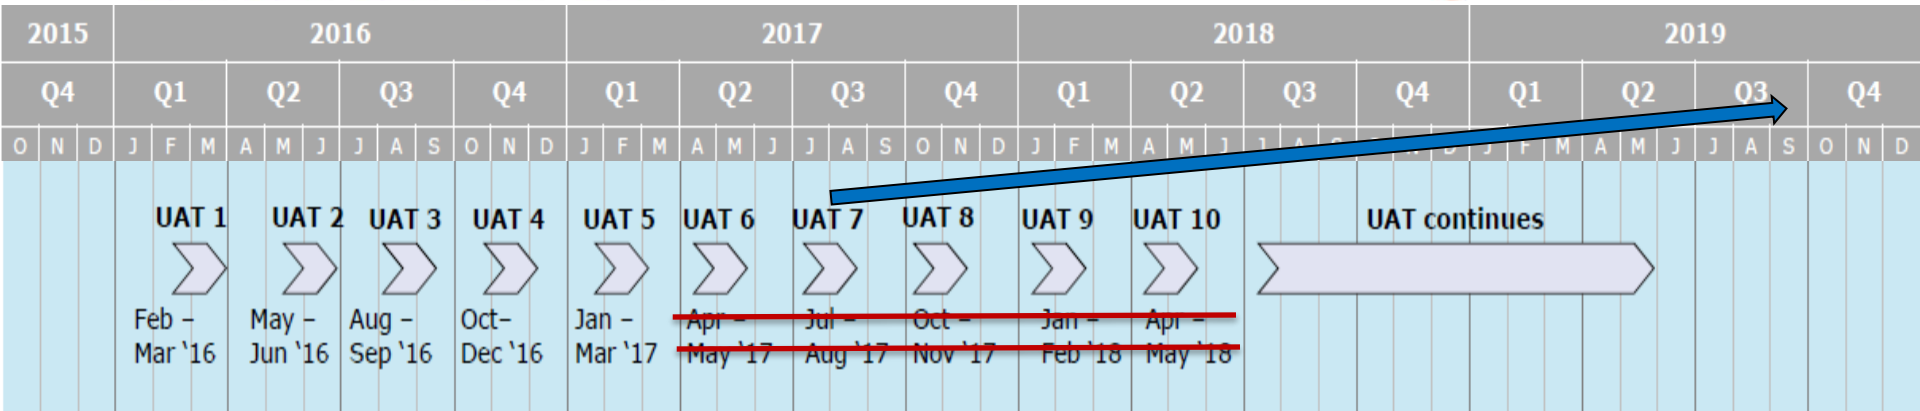 2015 2016 2017 2018 2019
Q4 Q1 Q2 Q3 Q4 Q1 Q2 Q3 Q4 Q1 Q2 Q3 Q4 Q1 Q2 Q3 Q4
O N D J F M A M J J A S O N D J F M A M J J A S O N D J F M A M J J A S O N D J F M A M J J A S O N D
UAT 1 UAT 2 UAT 3 UAT 4 UAT 5 UAT 6 UAT 7 UAT 8 UAT 9 UAT 10 UAT continues
Feb – May – Aug – Oct– Jan – Apr – Jul – Oct – Jan – Apr –
Mar ‘16 Jun ‘16 Sep ‘16 Dec ‘16 Mar ‘17 May ‘17 Aug ‘17 Nov ‘17 Feb ‘18 May ‘18